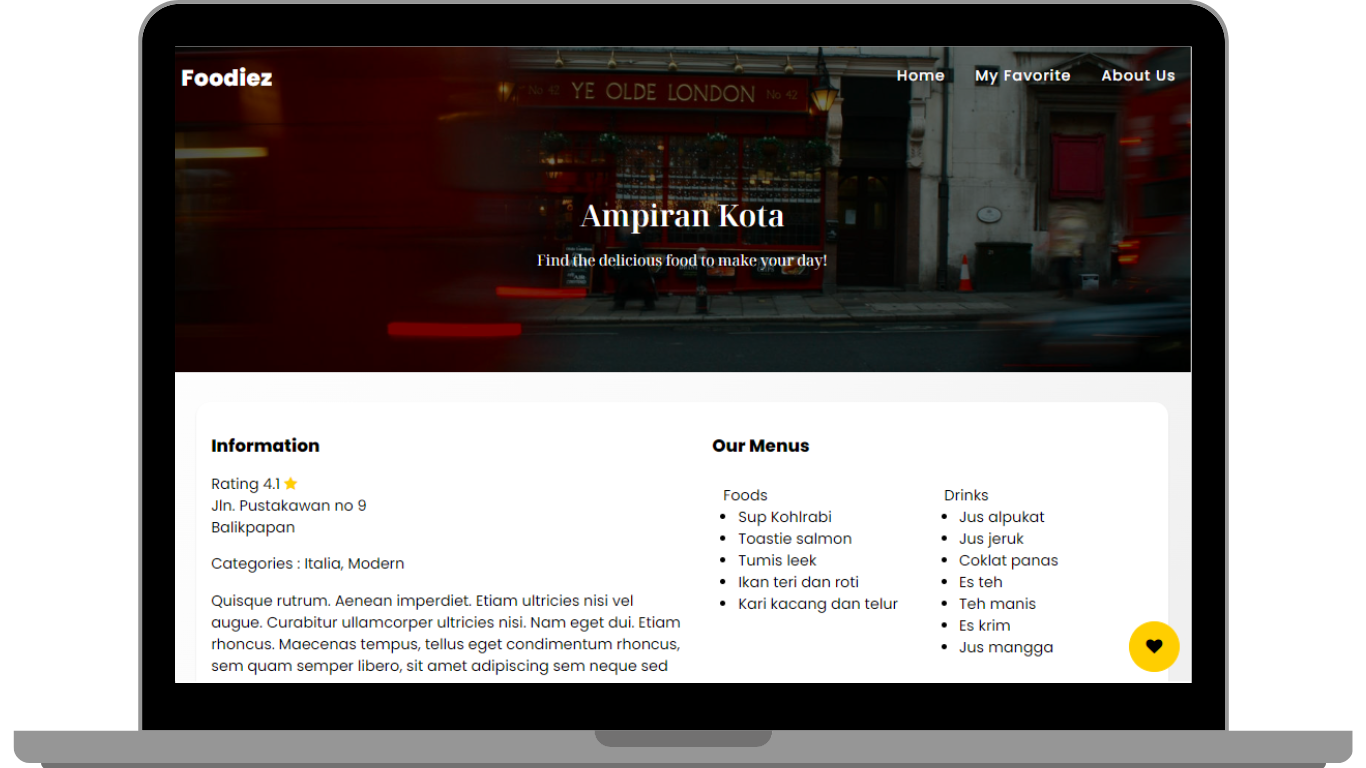 Foodiez
Home My Favorite About Us
No 42 YE OLDE LONDON No 42
Ampiran Kota
Find the delicious food to make your day!
Information
Rating 4.1
Jln. Pustakawan no 9
Balikpapan
Categories : Italia, Modern
Quisque rutrum. Aenean imperdiet. Etiam ultricies nisi vel
augue. Curabitur ullamcorper ultricies nisi. Nam eget dui. Etiam
rhoncus. Maecenas tempus, tellus eget condimentum rhoncus,
sem quam semper libero, sit amet adipiscing sem neque sed
Our Menus
Foods
Sup Kohlrabi
Toastie salmon
Tumis leek
Ikan teri dan roti
Kari kacang dan telur
Drinks
Jus alpukat
Jus jeruk
Coklat panas
Es teh
Teh manis
Es krim
Jus mangga